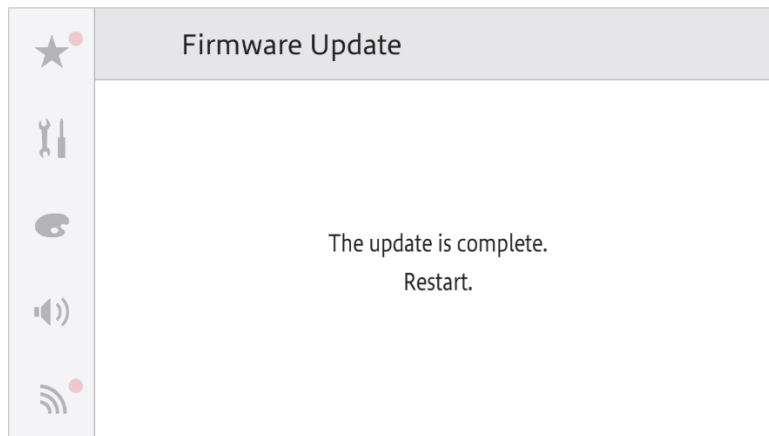 Firmware Update
The update is complete.
Restart.